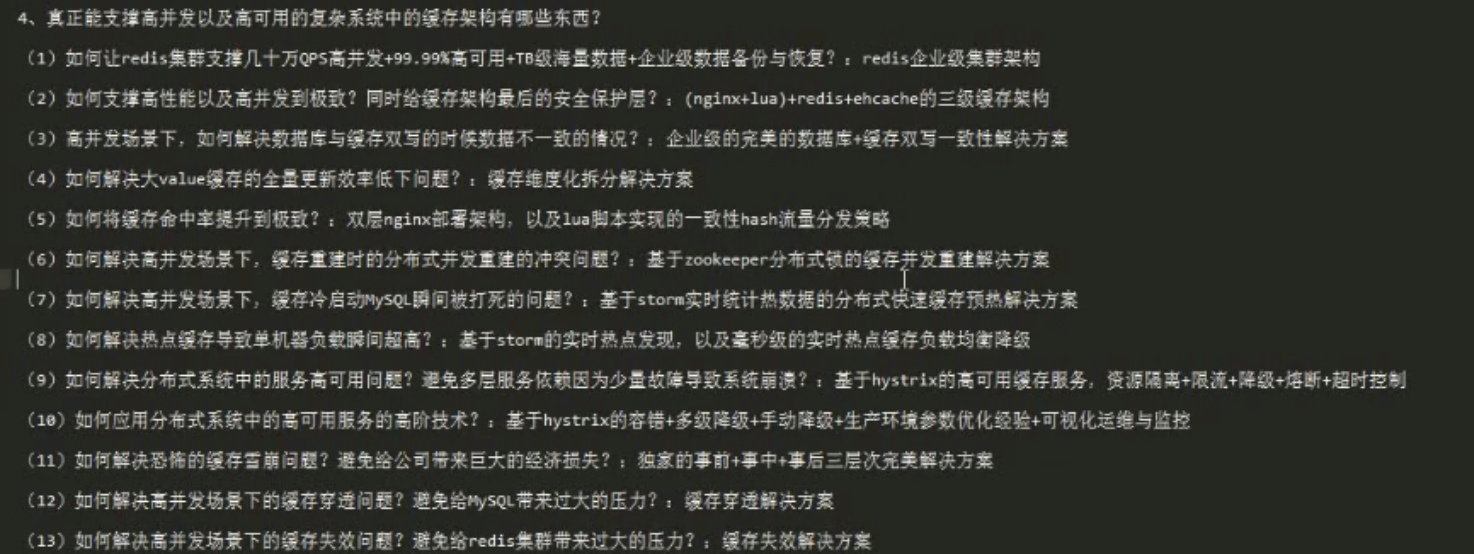 4、真正能支撑高并发以及高可用的复杂系统中的缓存架构有哪些东西？
（1）如何让redis集群支撑几十万QPS高并发+99.99%高可用+TB级海量数据+企业级数据备份与恢复？：redis企业级集群架构
（2）如何支撑高性能以及高并发到极致？同时给缓存架构最后的安全保护层？：(nginx+lua)+redis+ehcache的三级缓存架构
（3）高并发场景下，如何解决数据库与缓存双写的时候数据不一致的情况？：企业级的完美的数据库+缓存双写一致性解决方案
（4）如何解决大value缓存的全量更新效率低下问题？：缓存维度化拆分解决方案
（5）如何将缓存命中率提升到极致？：双层nginx部署架构，以及lua脚本实现的一致性hash流量分发策略
（6）如何解决高并发场景下，缓存重建时的分布式并发重建的冲突问题？：基于zookeeper分布式锁的缓存并发重建解决方案
（7）如何解决高并发场景下，缓存冷启动MySQL瞬间被打死的问题？：基于storm实时统计热数据的分布式快速缓存预热解决方案
（8）如何解决热点缓存导致单机器负载瞬间超高？：基于storm的实时热点发现，以及毫秒级的实时热点缓存负载均衡降级
（9）如何解决分布式系统中的服务高可用问题？避免多层服务依赖因为少量故障导致系统崩溃？：基于hystrix的高可用缓存服务，资源隔离+限流+降级+熔断+超时控制
（10）如何应用分布式系统中的高可用服务的高阶技术？：基于hystrix的容错+多级降级+手动降级+生产环境参数优化经验+可视化运维与监控
（11）如何解决恐怖的缓存雪崩问题？避免给公司带来巨大的经济损失？：独家的事前+事中+事后三层次完美解决方案
（12）如何解决高并发场景下的缓存穿透问题？避免给MySQL带来过大的压力？：缓存穿透解决方案
（13）如何解决高并发场景下的缓存失效问题？避免给redis集群带来过大的压力？：缓存失效解决方案